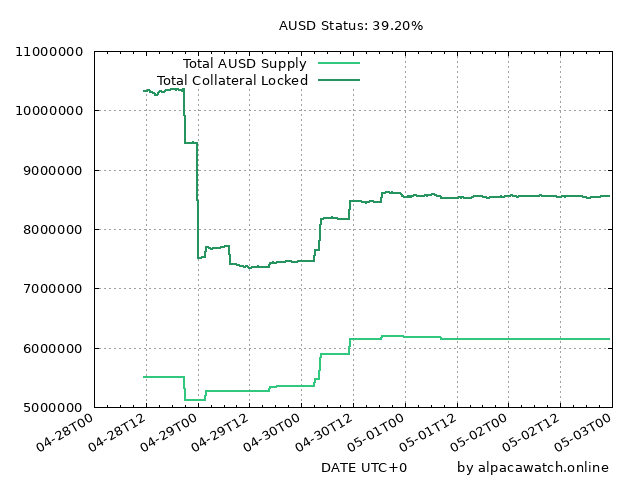 AUSD Status: 39.20%
11000000
Total AUSD Supply
Total Collateral Locked
10000000
9000000
8000000
7000000
6000000
5000000
04-28T00
04-28T12
04-29T00
04-29T12
04-30T00
04-30T12
05-01T00
05-01T12
05-02T00
05-02T12
05-03T00
DATE UTC+0
by alpacawatch.online